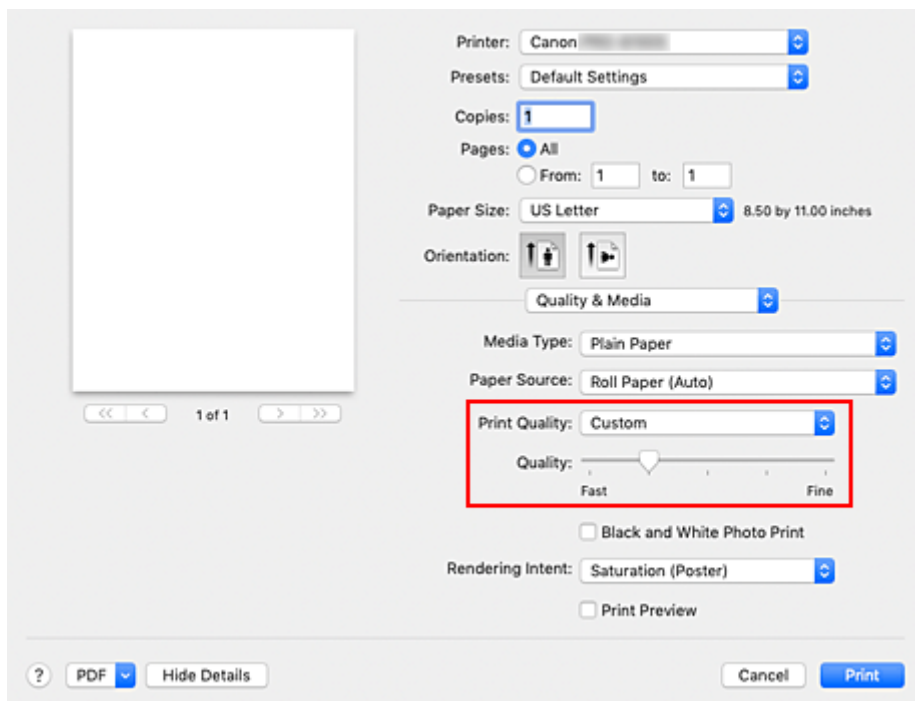 Printer: Canon
Presets: Default Settings
Copies: 1
Pages: All
From: 1 to: 1
Paper Size: US Letter 8.50 by 11.00 inches
Orientation:
Quality & Media
Media Type: Plain Paper
Paper Source: Roll Paper (Auto)
<< < 1 of 1 > >>
Print Quality: Custom
Quality:
Fast Fine
Black and White Photo Print
Rendering Intent: Saturation (Poster)
Print Preview
? PDF Hide Details Cancel Print